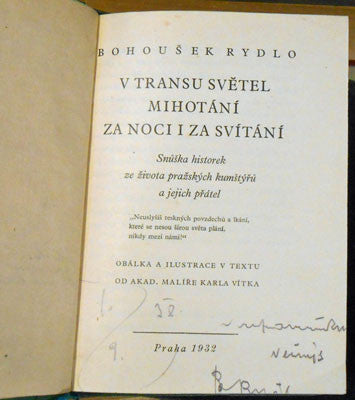 BOHOUŠEK RYDLO
V TRANSU SVĚTEL
MIHOTÁNÍ
ZA NOCI I ZA SVÍTÁNÍ
Snůška historek
ze života pražských kumštýřů
a jejich přátel
„Neuslyšíš teskných povzdechů a lkání,
které se nesou širou světa plání,
nikdy mezi námi!"
OBÁLKA A ILUSTRACE V TEXTU
OD AKAD. MALÍŘE KARLA VÍTKA
Praha 1932